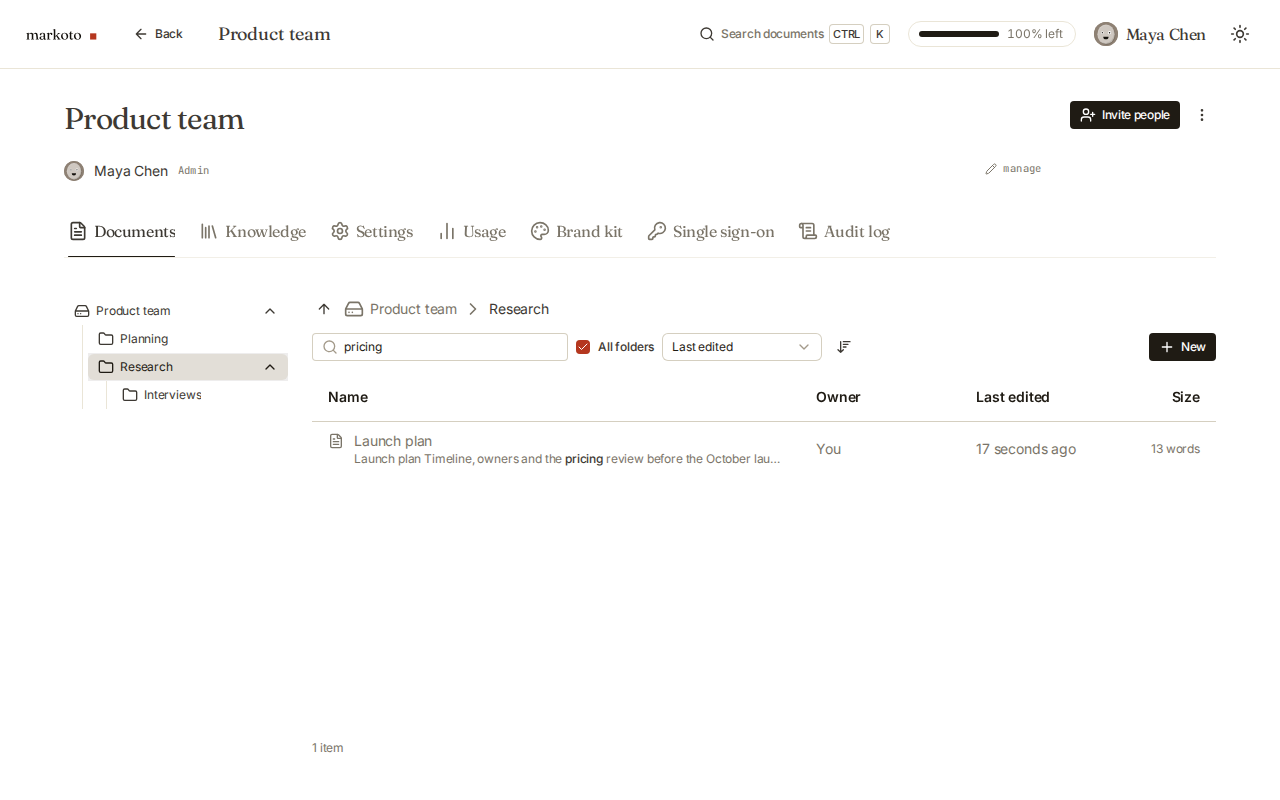 markoto
Back
Product team
Search documents CTRL K
100% left
Maya Chen
Product team
Invite people
Maya Chen Admin
manage
Documents Knowledge Settings Usage Brand kit Single sign-on Audit log
Product team
Planning
Research
Interviews
Product team Research
pricing
All folders
Last edited
New
Name Owner Last edited Size
Launch plan
Launch plan Timeline, owners and the pricing review before the October lau...
You
17 seconds ago
13 words
1 item